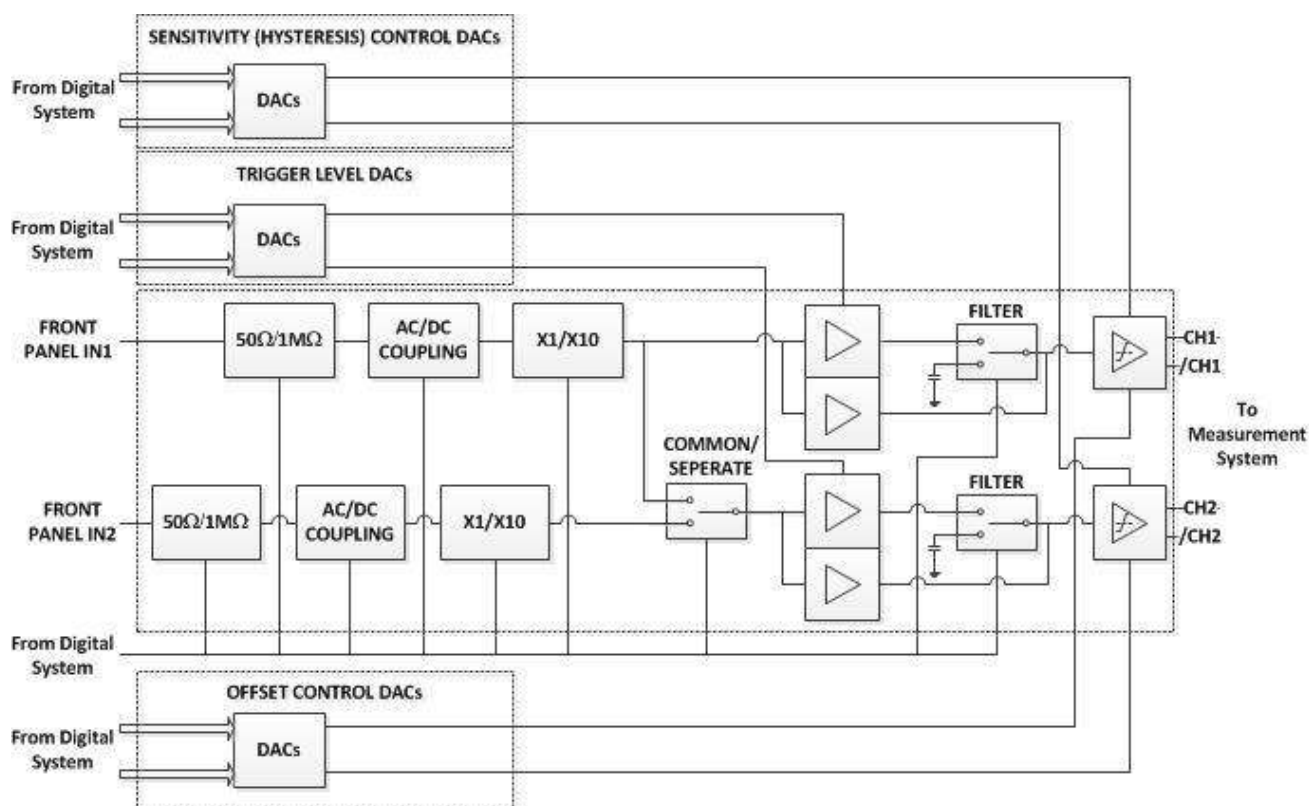 SENSITIVITY (HYSTERESIS) CONTROL DACs
From Digital
System
DACs
TRIGGER LEVEL DACs
From Digital
System
DACs
FRONT
PANEL IN1
50Ω/1MΩ
AC/DC
COUPLING
X1/X10
FILTER
CH1
/CH1
To
Measurement
System
COMMON/
SEPERATE
FRONT
PANEL IN2
50Ω/1MΩ
AC/DC
COUPLING
X1/X10
FILTER
CH2
/CH2
From Digital
System
OFFSET CONTROL DACs
From Digital
System
DACs